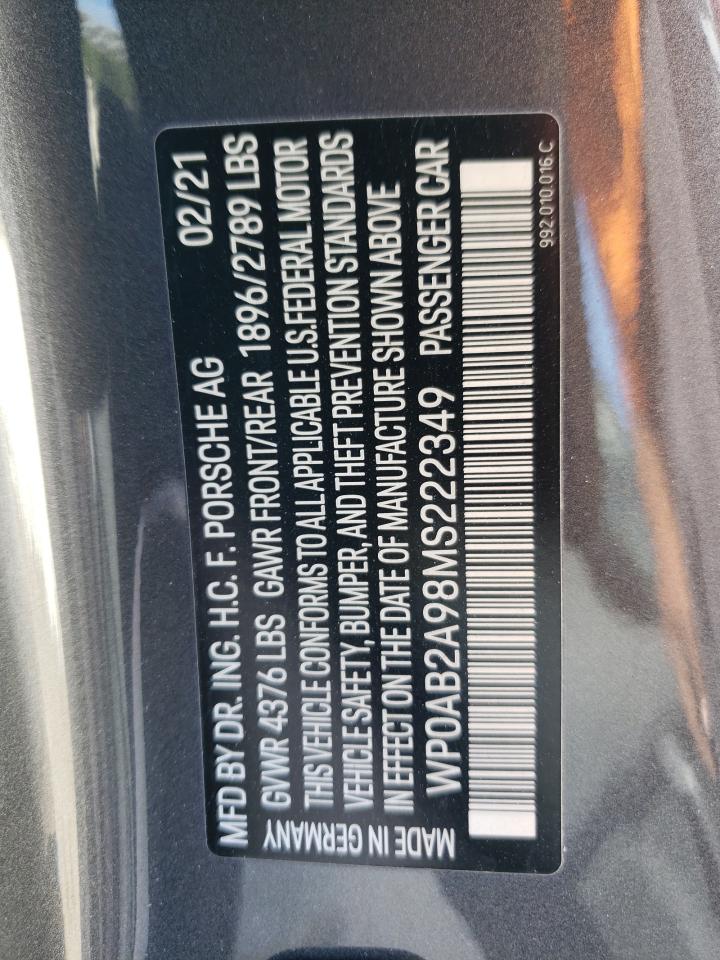 MFD BY DR. ING. H.C. F. PORSCHE AG 02/21
GVWR 4376 LBS GAWR FRONT/REAR 1896/2789 LBS
THIS VEHICLE CONFORMS TO ALL APPLICABLE U.S. FEDERAL MOTOR
VEHICLE SAFETY, BUMPER, AND THEFT PREVENTION STANDARDS
IN EFFECT ON THE DATE OF MANUFACTURE SHOWN ABOVE
WP0AB2A98MS222349 PASSENGER CAR
MADE IN GERMANY
992.010.016.C